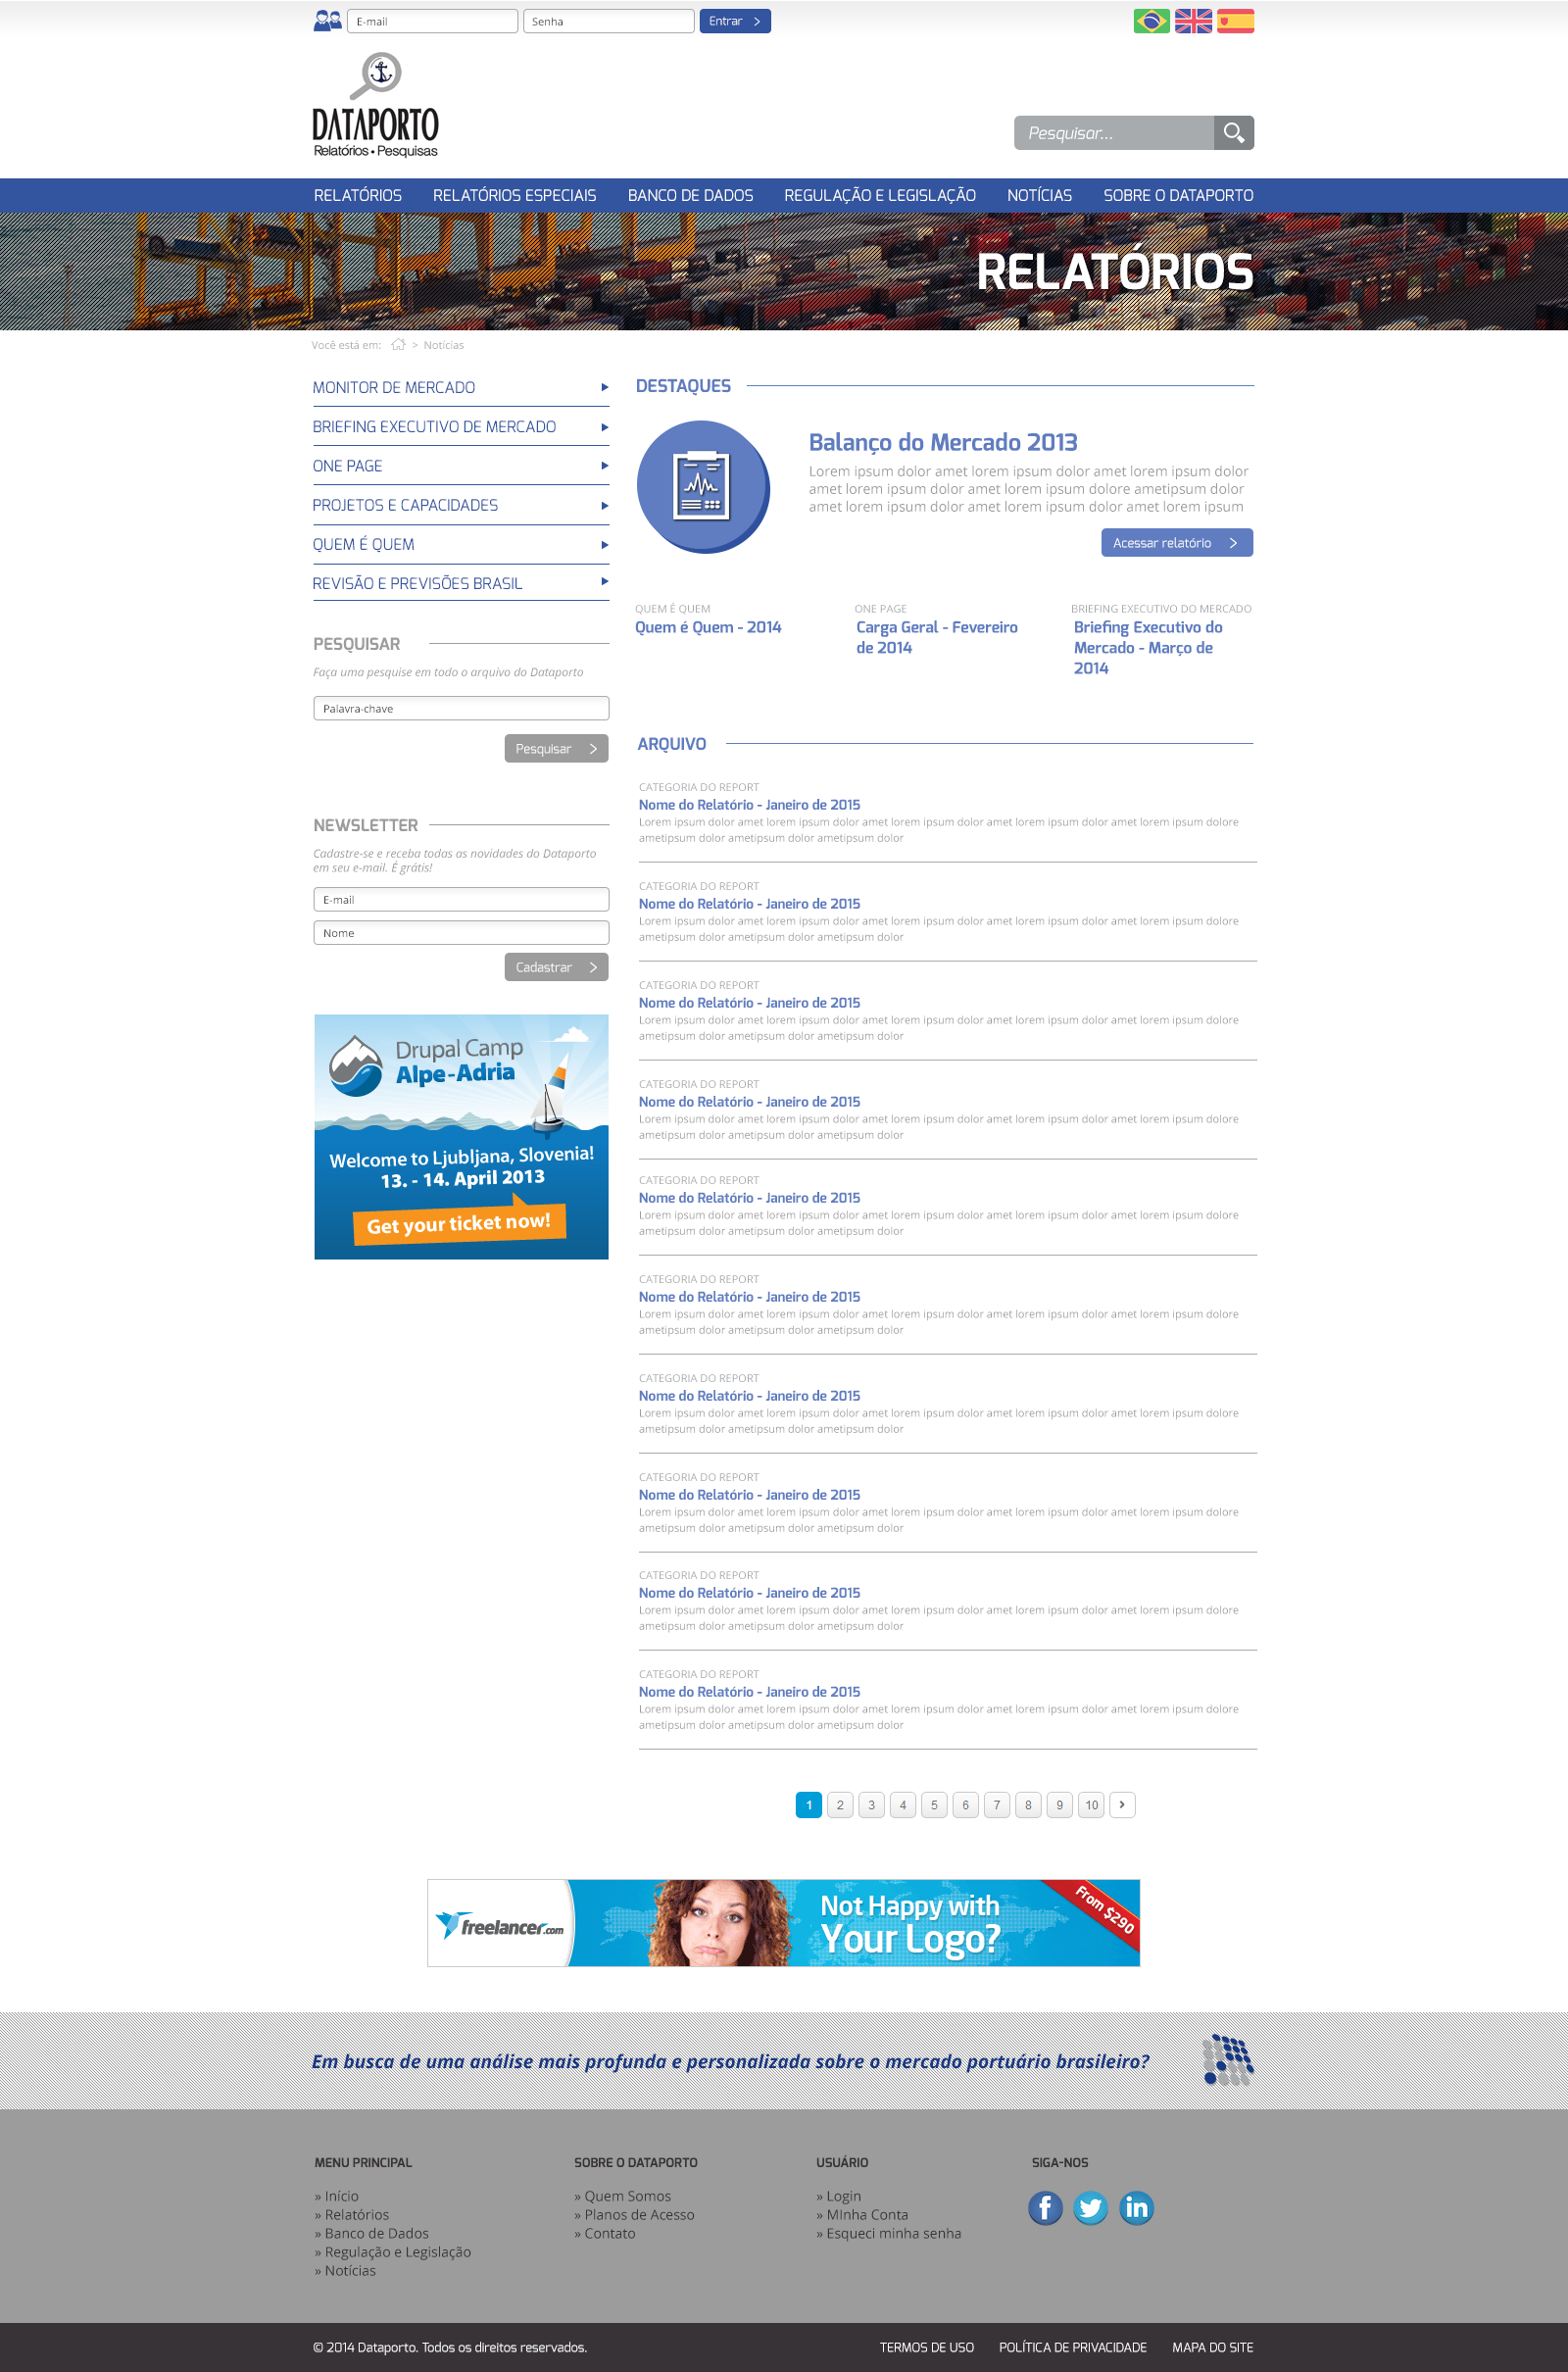 E-mail
Senha
Entrar >
DATAPORTO
Relatórios • Pesquisas
Pesquisar...
RELATÓRIOS
RELATÓRIOS ESPECIAIS
BANCO DE DADOS
REGULAÇÃO E LEGISLAÇÃO
NOTÍCIAS
SOBRE O DATAPORTO
RELATÓRIOS
Você está em: > Notícias
MONITOR DE MERCADO
BRIEFING EXECUTIVO DE MERCADO
ONE PAGE
PROJETOS E CAPACIDADES
QUEM É QUEM
REVISÃO E PREVISÕES BRASIL
PESQUISAR
Faça uma pesquise em todo o arquivo do Dataporto
Palavra-chave
Pesquisar >
NEWSLETTER
Cadastre-se e receba todas as novidades do Dataporto
em seu e-mail. É grátis!
E-mail
Nome
Cadastrar >
Drupal Camp
Alpe-Adria
Welcome to Ljubljana, Slovenia!
13. - 14. April 2013
Get your ticket now!
DESTAQUES
Balanço do Mercado 2013
Lorem ipsum dolor amet lorem ipsum dolor amet lorem ipsum dolor
amet lorem ipsum dolor amet lorem ipsum dolore ametipsum dolor
amet lorem ipsum dolor amet lorem ipsum dolor amet lorem ipsum
Acessar relatório >
QUEM É QUEM
Quem é Quem - 2014
ONE PAGE
Carga Geral - Fevereiro
de 2014
BRIEFING EXECUTIVO DO MERCADO
Briefing Executivo do
Mercado - Março de
2014
ARQUIVO
CATEGORIA DO REPORT
Nome do Relatório - Janeiro de 2015
Lorem ipsum dolor amet lorem ipsum dolor amet lorem ipsum dolor amet lorem ipsum dolor amet lorem ipsum dolore
ametipsum dolor ametipsum dolor ametipsum dolor
CATEGORIA DO REPORT
Nome do Relatório - Janeiro de 2015
Lorem ipsum dolor amet lorem ipsum dolor amet lorem ipsum dolor amet lorem ipsum dolor amet lorem ipsum dolore
ametipsum dolor ametipsum dolor ametipsum dolor
CATEGORIA DO REPORT
Nome do Relatório - Janeiro de 2015
Lorem ipsum dolor amet lorem ipsum dolor amet lorem ipsum dolor amet lorem ipsum dolor amet lorem ipsum dolore
ametipsum dolor ametipsum dolor ametipsum dolor
CATEGORIA DO REPORT
Nome do Relatório - Janeiro de 2015
Lorem ipsum dolor amet lorem ipsum dolor amet lorem ipsum dolor amet lorem ipsum dolor amet lorem ipsum dolore
ametipsum dolor ametipsum dolor ametipsum dolor
CATEGORIA DO REPORT
Nome do Relatório - Janeiro de 2015
Lorem ipsum dolor amet lorem ipsum dolor amet lorem ipsum dolor amet lorem ipsum dolor amet lorem ipsum dolore
ametipsum dolor ametipsum dolor ametipsum dolor
CATEGORIA DO REPORT
Nome do Relatório - Janeiro de 2015
Lorem ipsum dolor amet lorem ipsum dolor amet lorem ipsum dolor amet lorem ipsum dolor amet lorem ipsum dolore
ametipsum dolor ametipsum dolor ametipsum dolor
CATEGORIA DO REPORT
Nome do Relatório - Janeiro de 2015
Lorem ipsum dolor amet lorem ipsum dolor amet lorem ipsum dolor amet lorem ipsum dolor amet lorem ipsum dolore
ametipsum dolor ametipsum dolor ametipsum dolor
CATEGORIA DO REPORT
Nome do Relatório - Janeiro de 2015
Lorem ipsum dolor amet lorem ipsum dolor amet lorem ipsum dolor amet lorem ipsum dolor amet lorem ipsum dolore
ametipsum dolor ametipsum dolor ametipsum dolor
CATEGORIA DO REPORT
Nome do Relatório - Janeiro de 2015
Lorem ipsum dolor amet lorem ipsum dolor amet lorem ipsum dolor amet lorem ipsum dolor amet lorem ipsum dolore
ametipsum dolor ametipsum dolor ametipsum dolor
CATEGORIA DO REPORT
Nome do Relatório - Janeiro de 2015
Lorem ipsum dolor amet lorem ipsum dolor amet lorem ipsum dolor amet lorem ipsum dolor amet lorem ipsum dolore
ametipsum dolor ametipsum dolor ametipsum dolor
1 2 3 4 5 6 7 8 9 10 >
freelancer.com
Not Happy with
Your Logo?
From $290
Em busca de uma análise mais profunda e personalizada sobre o mercado portuário brasileiro?
MENU PRINCIPAL
» Início
» Relatórios
» Banco de Dados
» Regulação e Legislação
» Notícias
SOBRE O DATAPORTO
» Quem Somos
» Planos de Acesso
» Contato
USUÁRIO
» Login
» MInha Conta
» Esqueci minha senha
SIGA-NOS
f
in
© 2014 Dataporto. Todos os direitos reservados.
TERMOS DE USO
POLÍTICA DE PRIVACIDADE
MAPA DO SITE